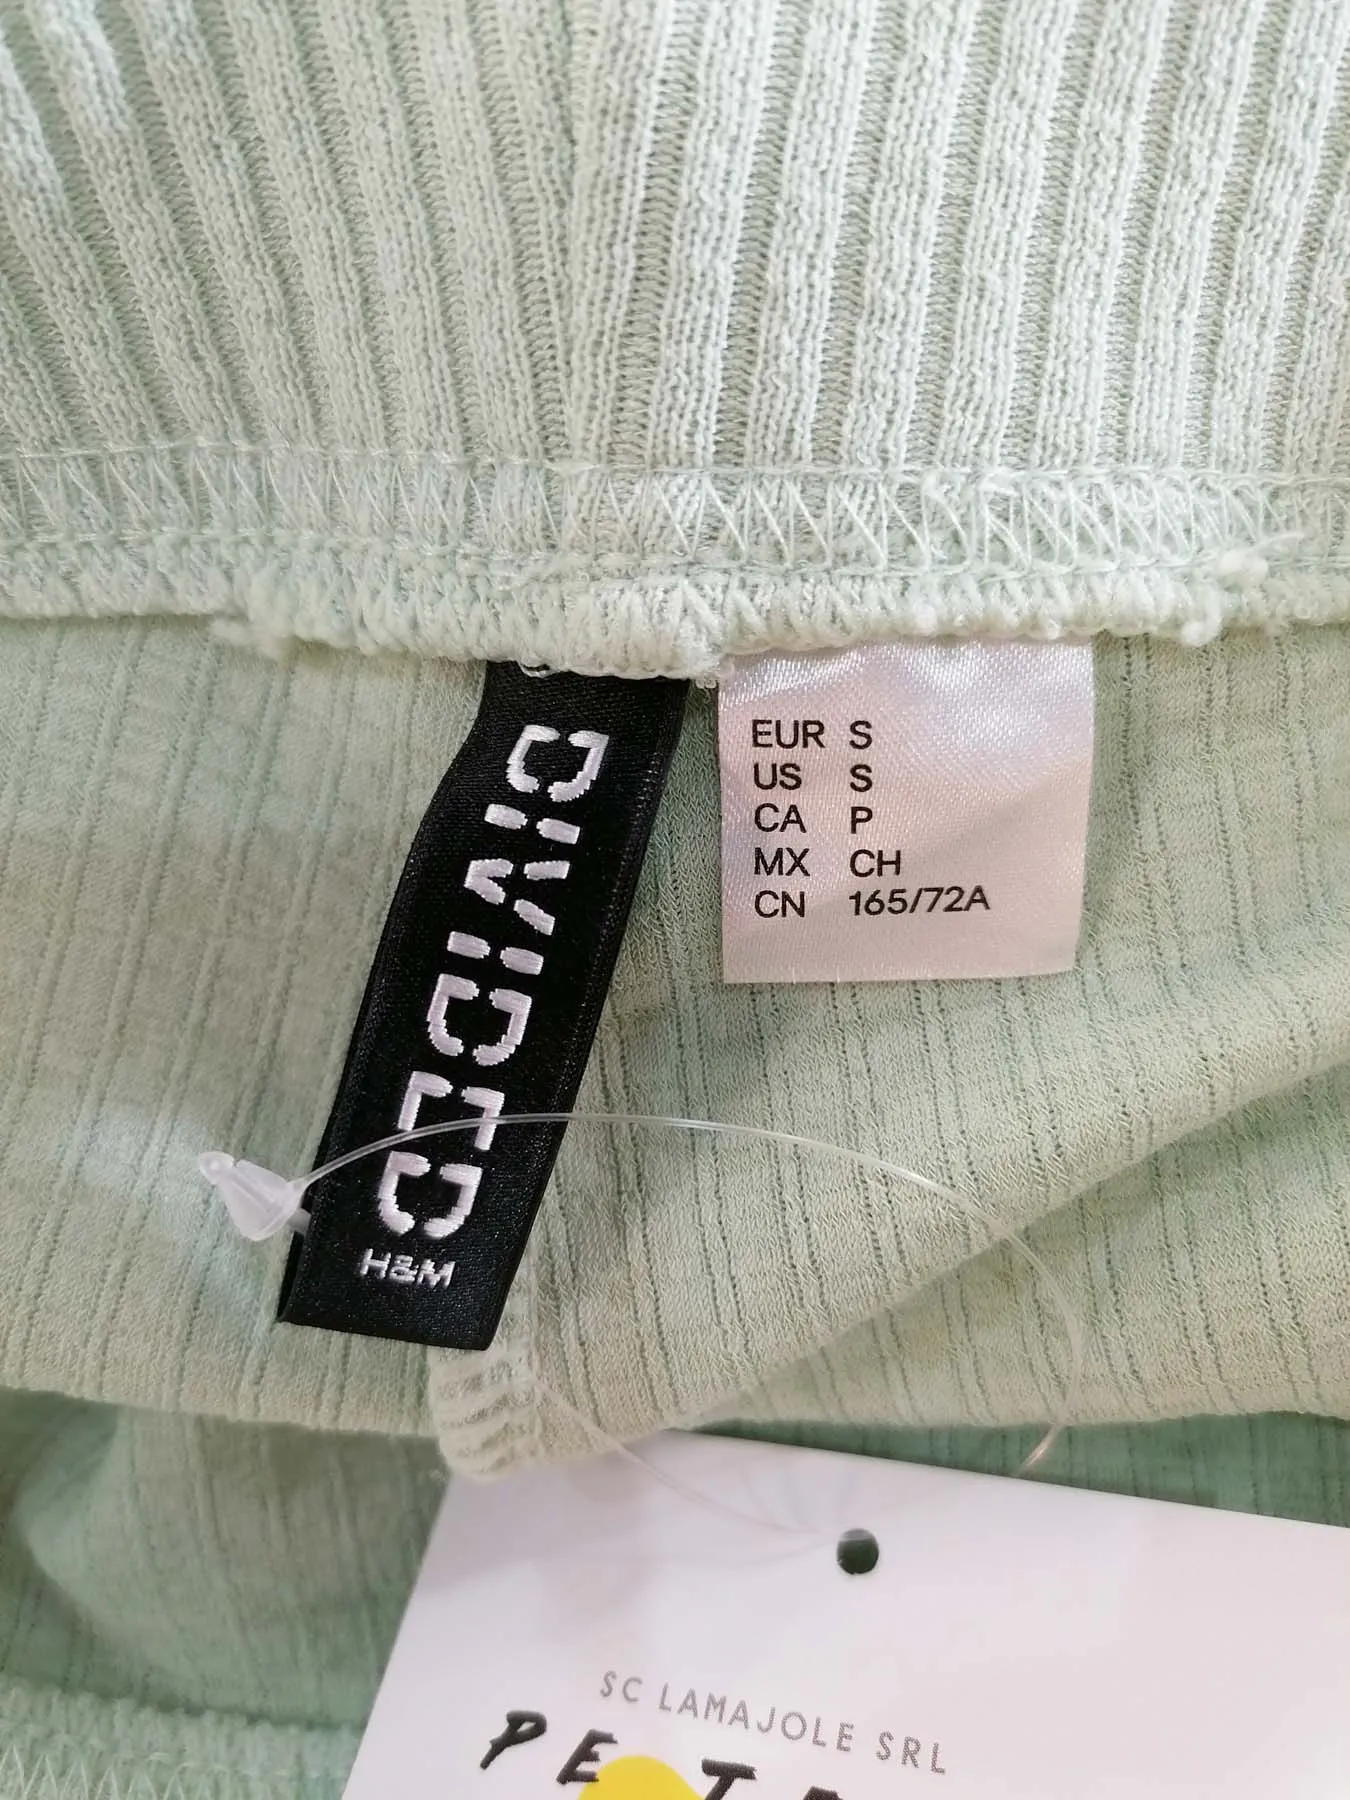 DIVIDED
H&M
EUR S
US S
CA P
MX CH
CN 165/72A
SC LAMAJOLE SRL